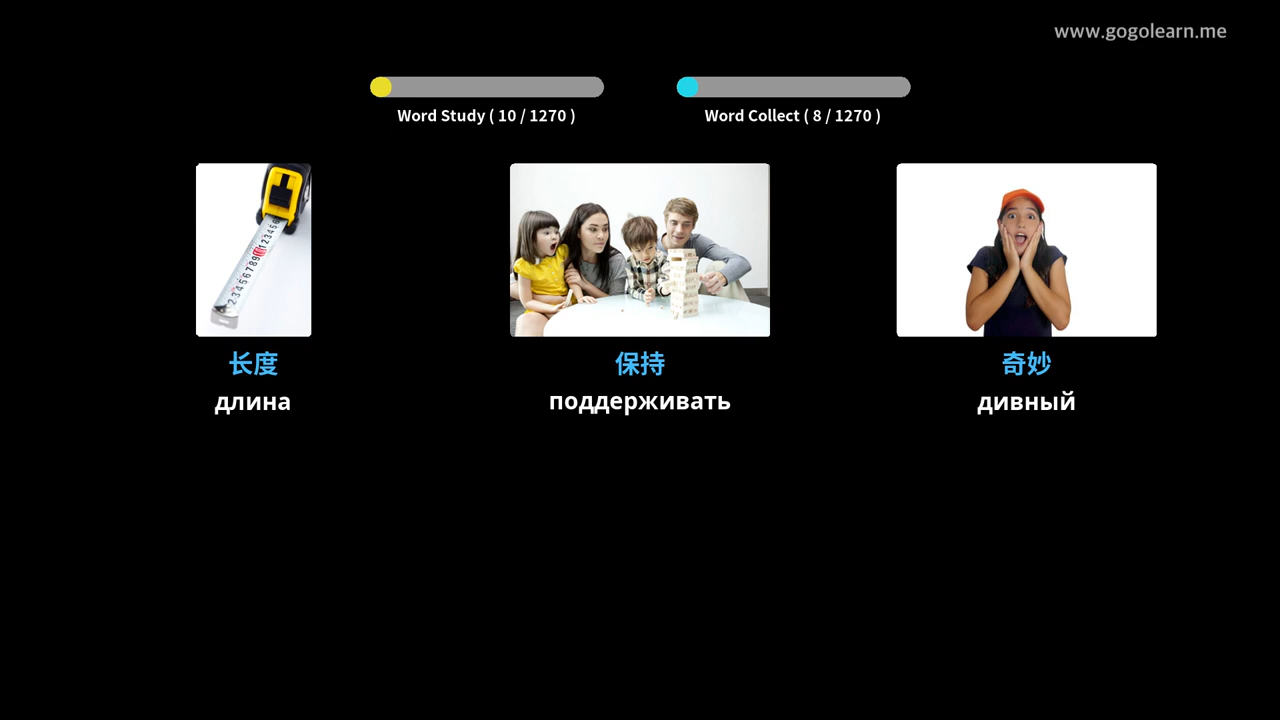 www.gogolearn.me
Word Study ( 10 / 1270 )
Word Collect ( 8 / 1270 )
长度
длина
保持
поддерживать
奇妙
дивный